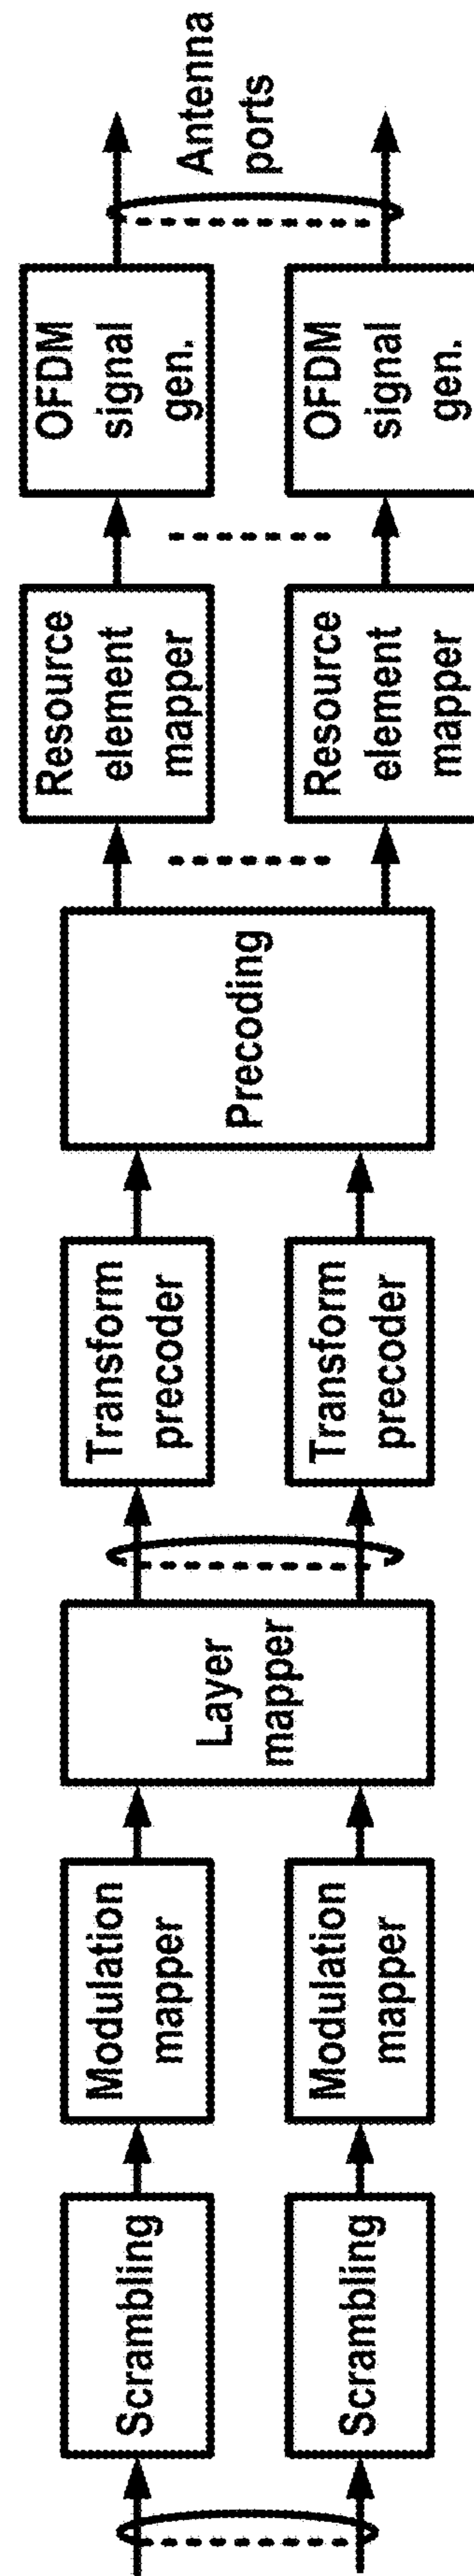 Scrambling
Scrambling
Modulation
mapper
Modulation
mapper
Layer
mapper
Transform
precoder
Transform
precoder
Precoding
Resource
element
mapper
Resource
element
mapper
OFDM
signal
gen.
OFDM
signal
gen.
Antenna
ports